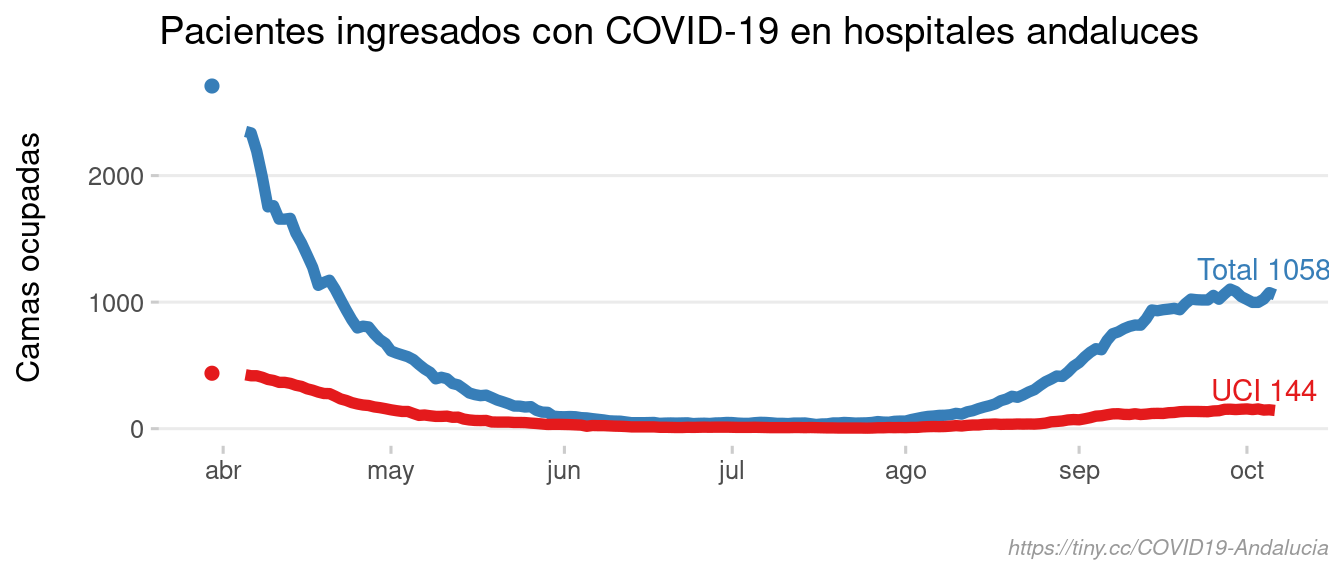 Pacientes ingresados con COVID-19 en hospitales andaluces
Camas ocupadas
2000
1000
0
Total 1058
UCI 144
abr may jun jul ago sep oct
https://tiny.cc/COVID19-Andalucia